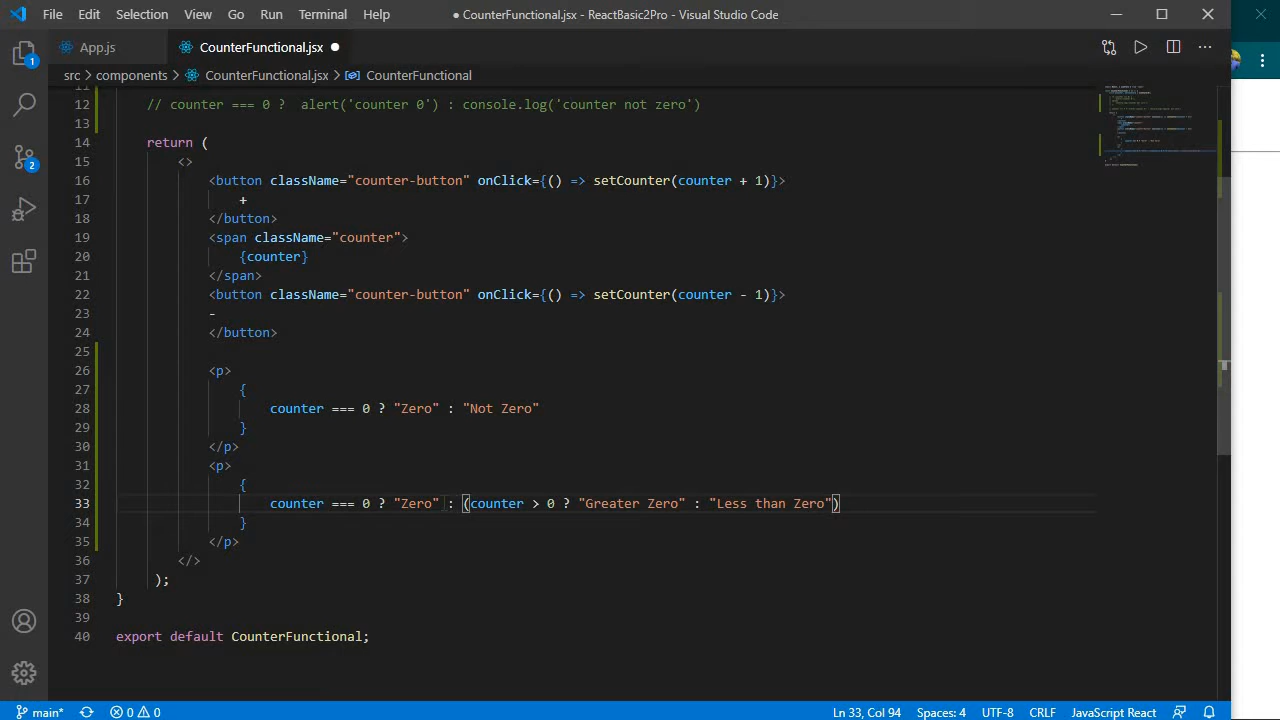 File Edit Selection View Go Run Terminal Help
● CounterFunctional.jsx - ReactBasic2Pro - Visual Studio Code
App.js
CounterFunctional.jsx ●
src > components > CounterFunctional.jsx > CounterFunctional
12 // counter === 0 ?  alert('counter 0')  : console.log('counter not zero')
13
14 return (
15 <>
16 <button className="counter-button" onClick={() => setCounter(counter + 1)}>
17 +
18 </button>
19 <span className="counter">
20 {counter}
21 </span>
22 <button className="counter-button" onClick={() => setCounter(counter - 1)}>
23 -
24 </button>
25
26 <p>
27 {
28 counter === 0 ? "Zero" : "Not Zero"
29 }
30 </p>
31 <p>
32 {
33 counter === 0 ? "Zero" : (counter > 0 ? "Greater Zero" : "Less than Zero")
34 }
35 </p>
36 </>
37 );
38 }
39
40 export default CounterFunctional;
1
2
main* 0 0 Ln 33, Col 94 Spaces: 4 UTF-8 CRLF JavaScript React